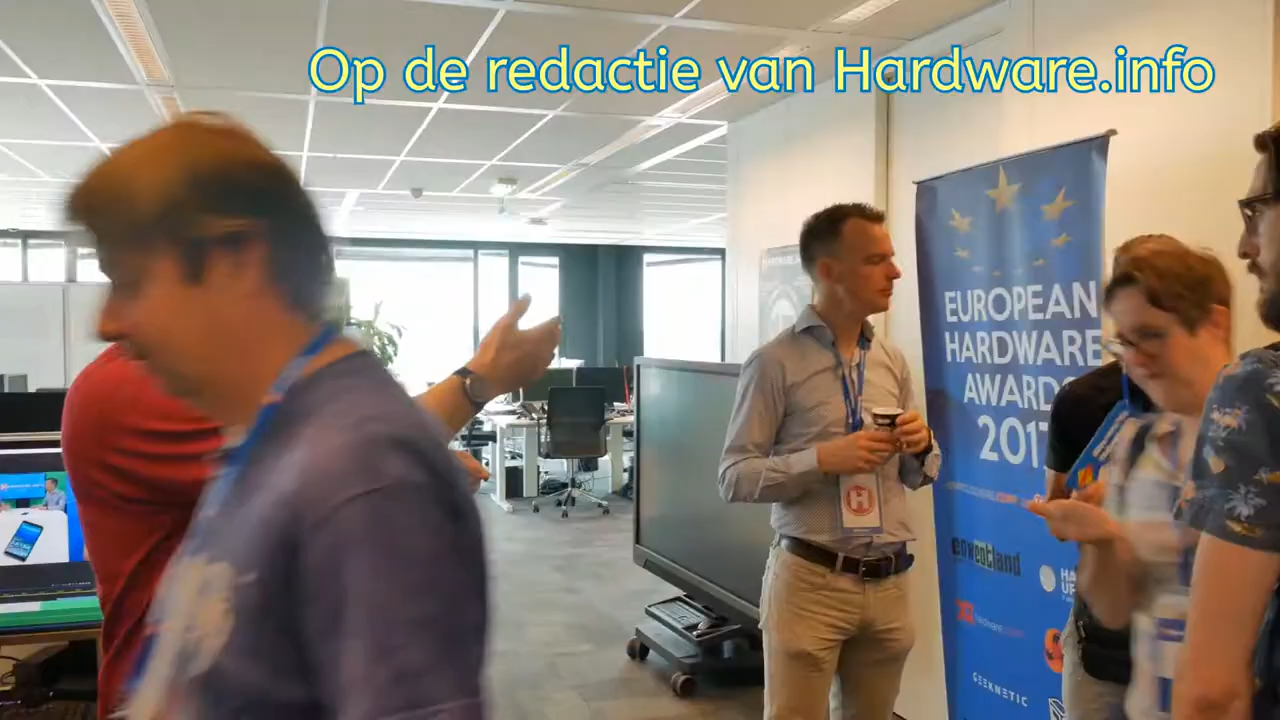 Op de redactie van Hardware.info
EUROPEAN
HARDWARE
AWARDS
2017
GEEKNETIC